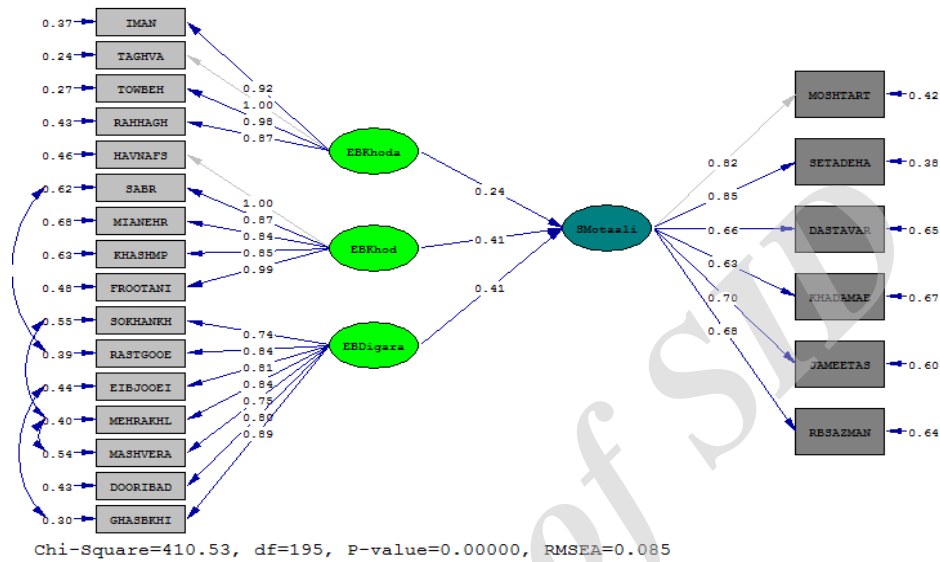 0.37 IMAN
0.24 TAGHVA
0.27 TOWBEH
0.43 RAHHAGH
0.46 HAVNAFS
0.62 SABR
0.68 MIANEHR
0.63 KHASHMP
0.48 FROOTANI
0.55 SOKHANKH
0.39 RASTGOOE
0.44 EIBJOOEI
0.40 MEHRAKHL
0.54 MASHVERA
0.43 DOORIBAD
0.30 GHASBKHI
0.92
1.00
0.98
0.87
1.00
0.87
0.84
0.85
0.99
0.74
0.84
0.81
0.84
0.75
0.80
0.89
EBKhoda
EBKhod
EBDigara
0.24
0.41
0.41
SMotaali
0.82
0.85
0.66
0.63
0.70
0.68
MOSHTART 0.42
SETADEHA 0.38
DASTAVAR 0.65
KHADAMAE 0.67
JAMEETAS 0.60
RBSAZMAN 0.64
Chi-Square=410.53, df=195, P-value=0.00000, RMSEA=0.085
of SID